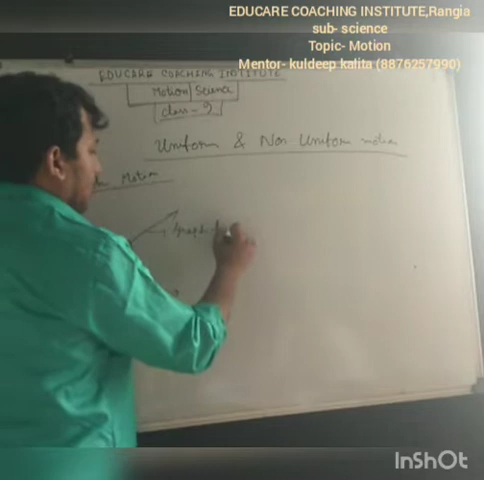 EDUCARE COACHING INSTITUTE,Rangia
sub- science
Topic- Motion
Mentor- kuldeep kalita (8876257990)
EDUCARE COACHING INSTITUTE
Motion | Science
class - 9
Uniform & Non Uniform motion
Motion
InShOt